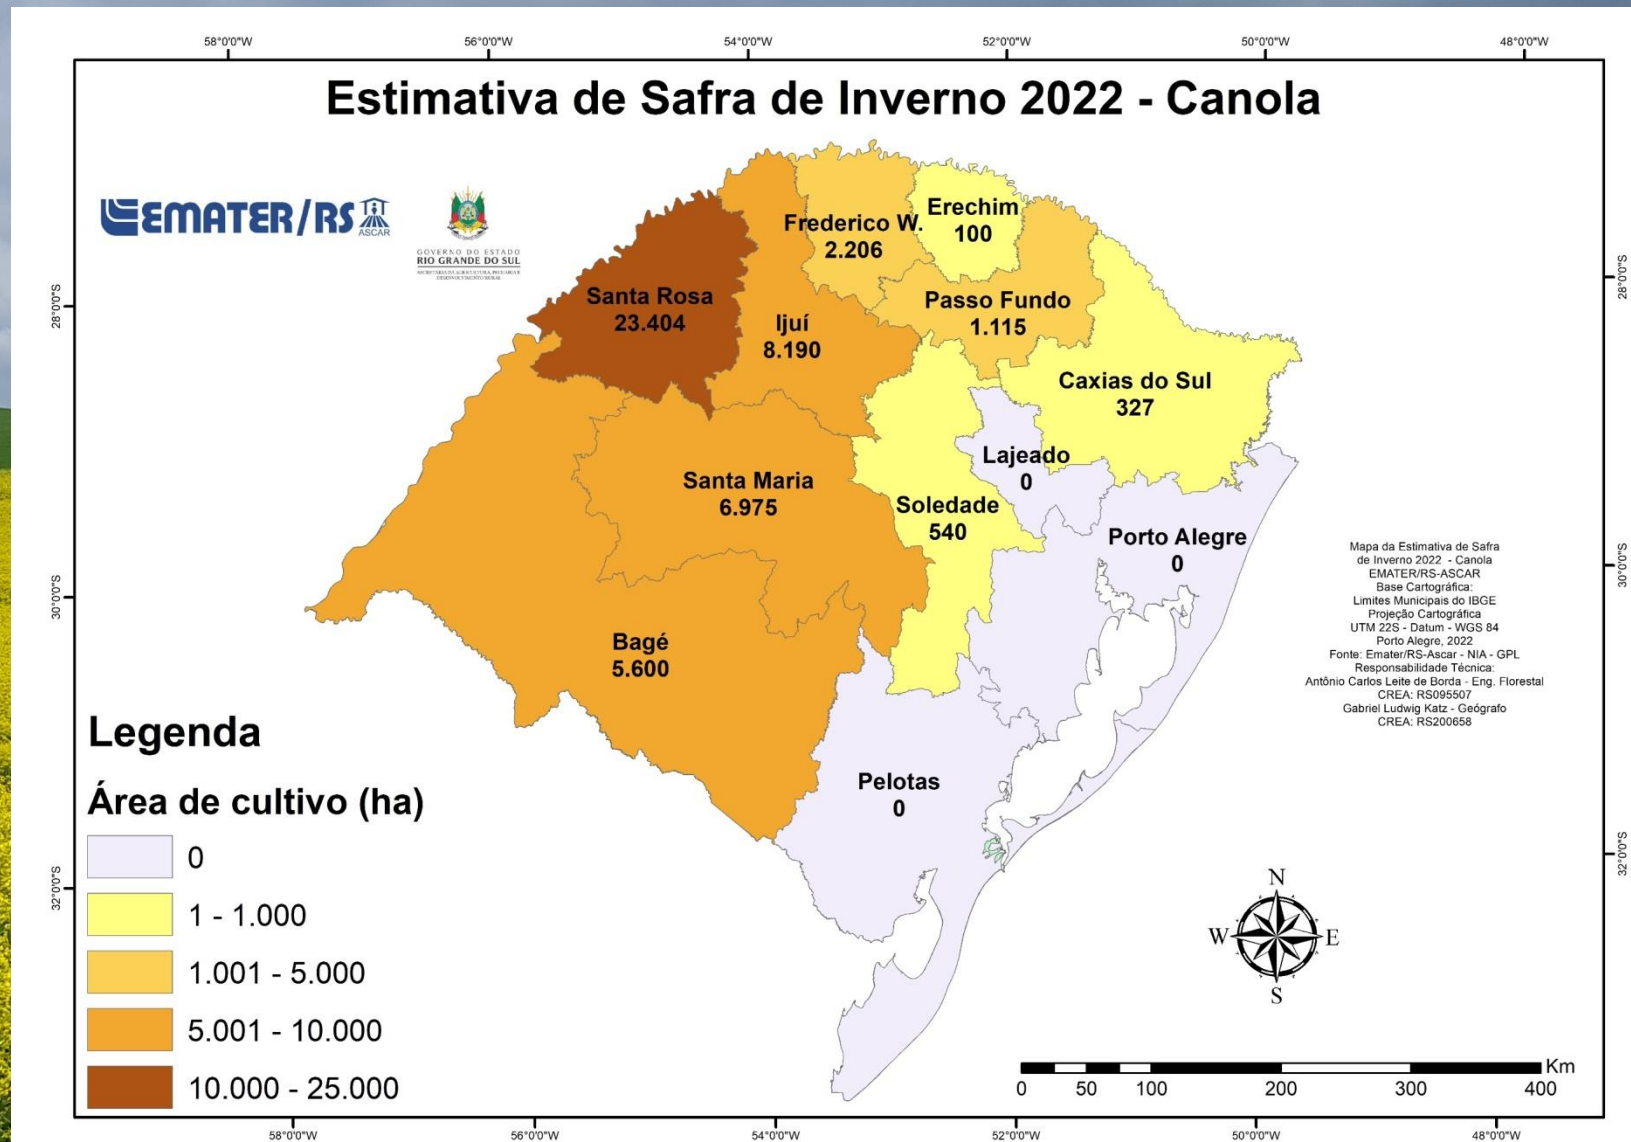 58°0'0"W 56°0'0"W 54°0'0"W 52°0'0"W 50°0'0"W 48°0'0"W
Estimativa de Safra de Inverno 2022 - Canola
EMATER/RS
ASCAR
GOVERNO DO ESTADO
RIO GRANDE DO SUL
SECRETARIA DA AGRICULTURA, PECUÁRIA E
DESENVOLVIMENTO RURAL
28°0'0"S
28°0'0"S
30°0'0"S
30°0'0"S
32°0'0"S
32°0'0"S
Frederico W.
2.206
Erechim
100
Santa Rosa
23.404
Ijuí
8.190
Passo Fundo
1.115
Caxias do Sul
327
Lajeado
0
Santa Maria
6.975
Soledade
540
Porto Alegre
0
Bagé
5.600
Pelotas
0
Mapa da Estimativa de Safra
de Inverno 2022 - Canola
EMATER/RS-ASCAR
Base Cartográfica:
Limites Municipais do IBGE
Projeção Cartográfica
UTM 22S - Datum - WGS 84
Porto Alegre, 2022
Fonte: Emater/RS-Ascar - NIA - GPL
Responsabilidade Técnica:
Antônio Carlos Leite de Borda - Eng. Florestal
CREA: RS095507
Gabriel Ludwig Katz - Geógrafo
CREA: RS200658
Legenda
Área de cultivo (ha)
0
1 - 1.000
1.001 - 5.000
5.001 - 10.000
10.000 - 25.000
N
W E
S
Km
0 50 100 200 300 400
58°0'0"W 56°0'0"W 54°0'0"W 52°0'0"W 50°0'0"W 48°0'0"W